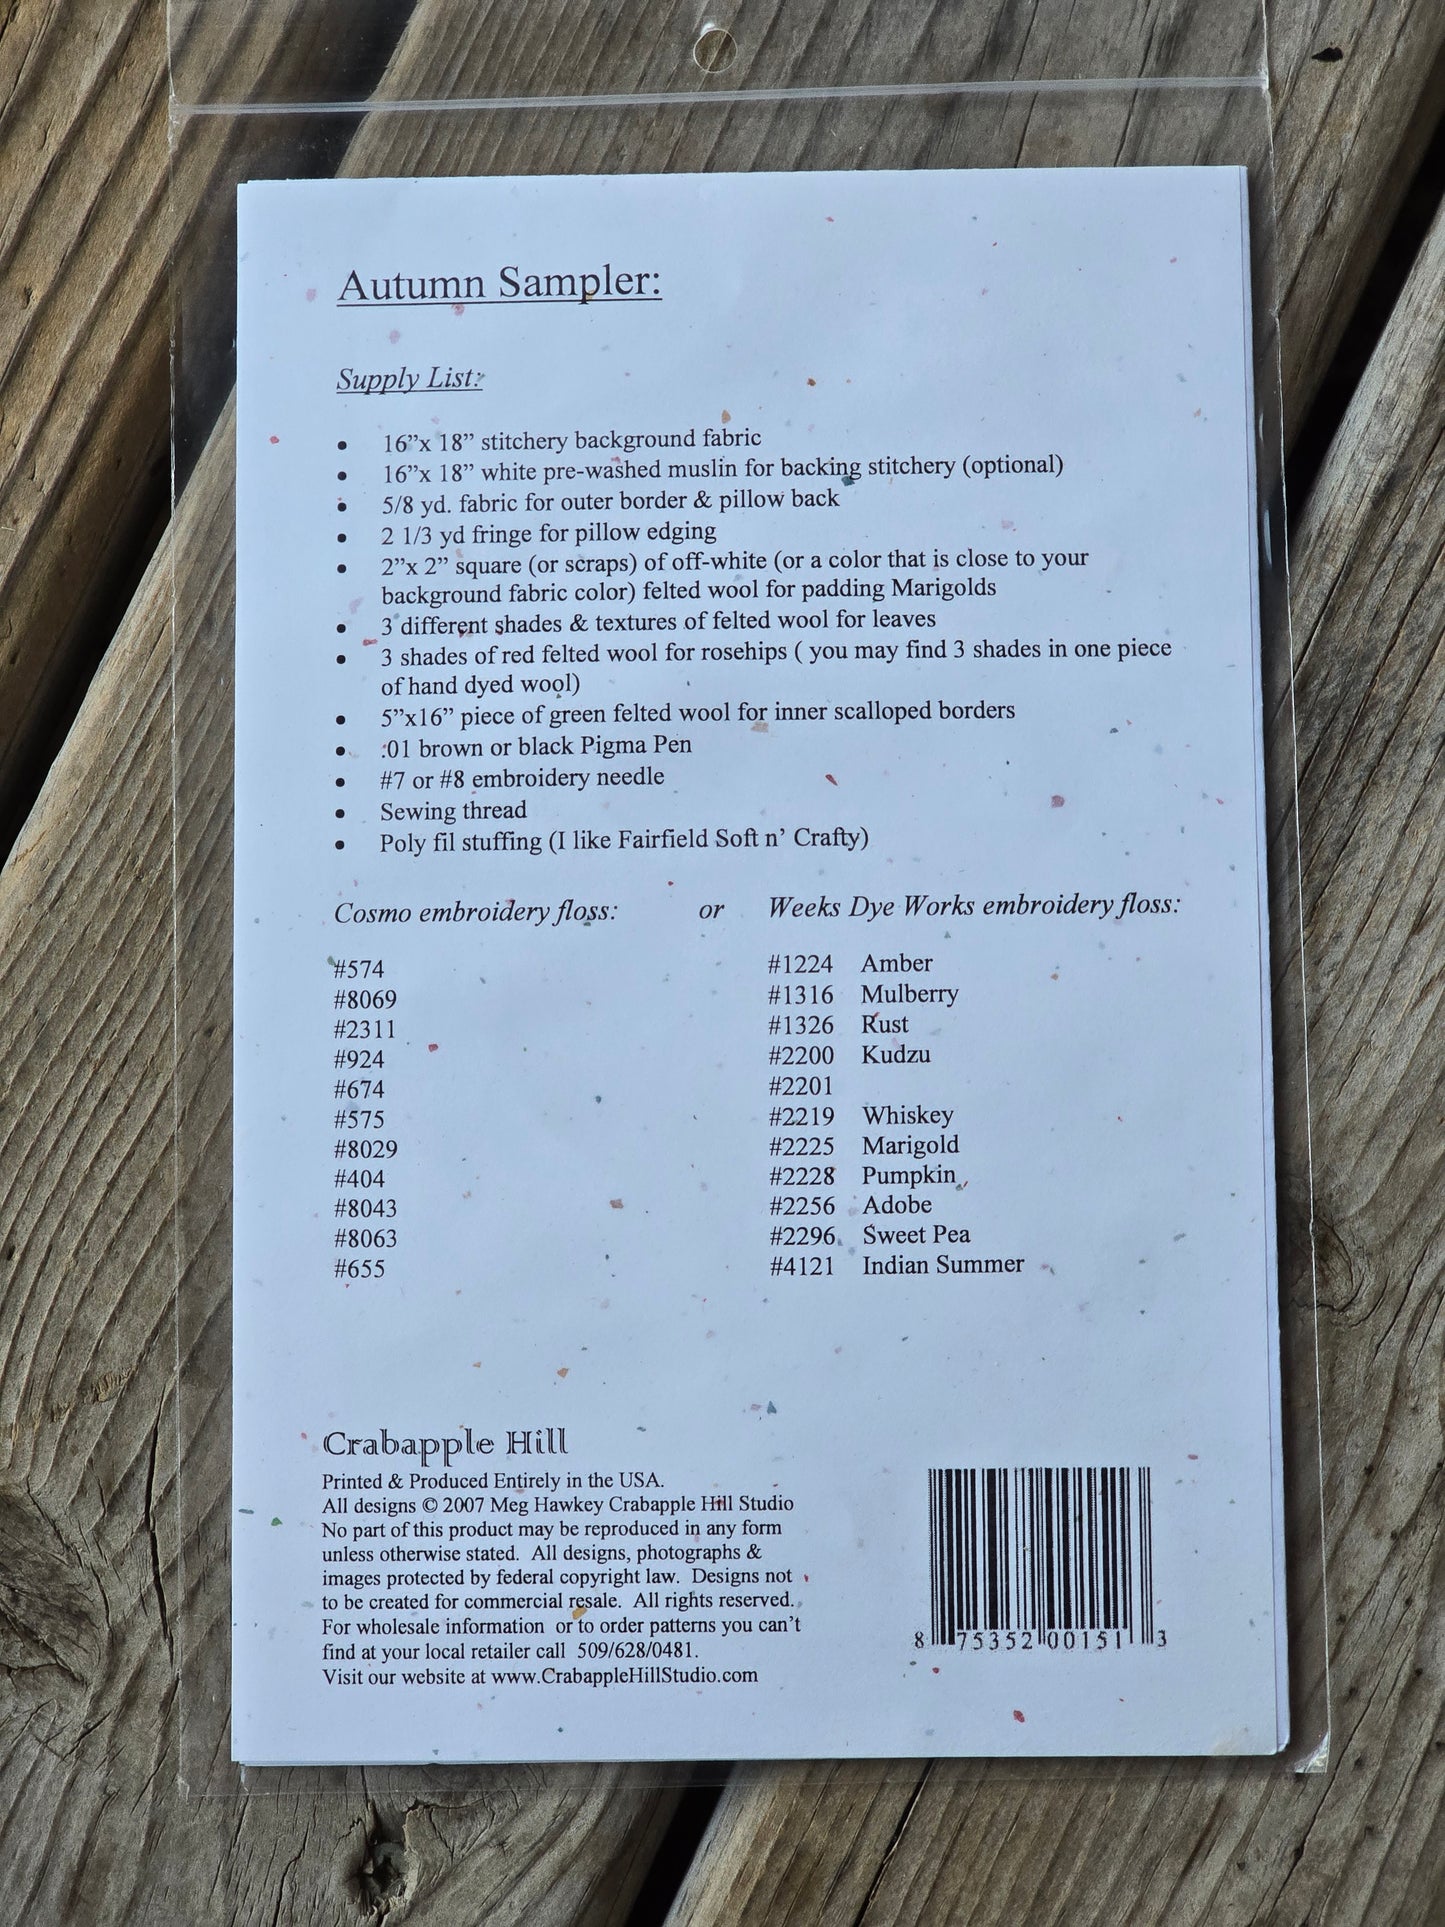 Autumn Sampler:
Supply List:
• 16”x 18” stitchery background fabric
• 16”x 18” white pre-washed muslin for backing stitchery (optional)
• 5/8 yd. fabric for outer border & pillow back
• 2 1/3 yd fringe for pillow edging
• 2”x 2” square (or scraps) of off-white (or a color that is close to your
background fabric color) felted wool for padding Marigolds
• 3 different shades & textures of felted wool for leaves
• 3 shades of red felted wool for rosehips ( you may find 3 shades in one piece
of hand dyed wool)
• 5”x16” piece of green felted wool for inner scalloped borders
• .01 brown or black Pigma Pen
• #7 or #8 embroidery needle
• Sewing thread
• Poly fil stuffing (I like Fairfield Soft n’ Crafty)
Cosmo embroidery floss: or Weeks Dye Works embroidery floss:
#574
#8069
#2311
#924
#674
#575
#8029
#404
#8043
#8063
#655
#1224 Amber
#1316 Mulberry
#1326 Rust
#2200 Kudzu
#2201
#2219 Whiskey
#2225 Marigold
#2228 Pumpkin
#2256 Adobe
#2296 Sweet Pea
#4121 Indian Summer
Crabapple Hill
Printed & Produced Entirely in the USA.
All designs © 2007 Meg Hawkey Crabapple Hill Studio
No part of this product may be reproduced in any form
unless otherwise stated. All designs, photographs &
images protected by federal copyright law. Designs not
to be created for commercial resale. All rights reserved.
For wholesale information or to order patterns you can’t
find at your local retailer call 509/628/0481.
Visit our website at www.CrabappleHillStudio.com
8 75352 00151 3